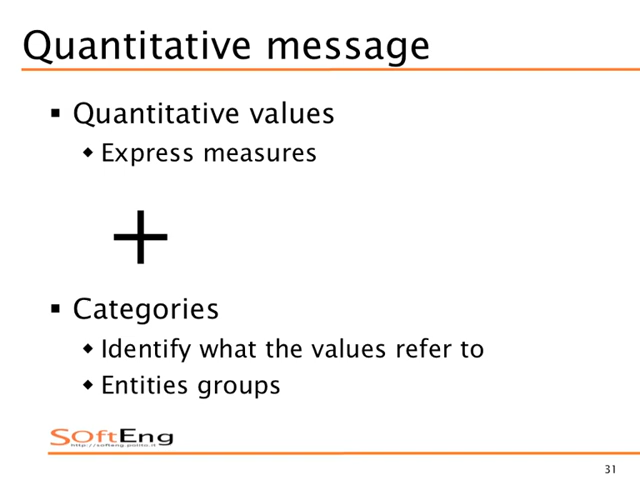 Quantitative message
▪ Quantitative values
◆ Express measures
+
▪ Categories
◆ Identify what the values refer to
◆ Entities groups
SOftEng
http://softeng.polito.it
31